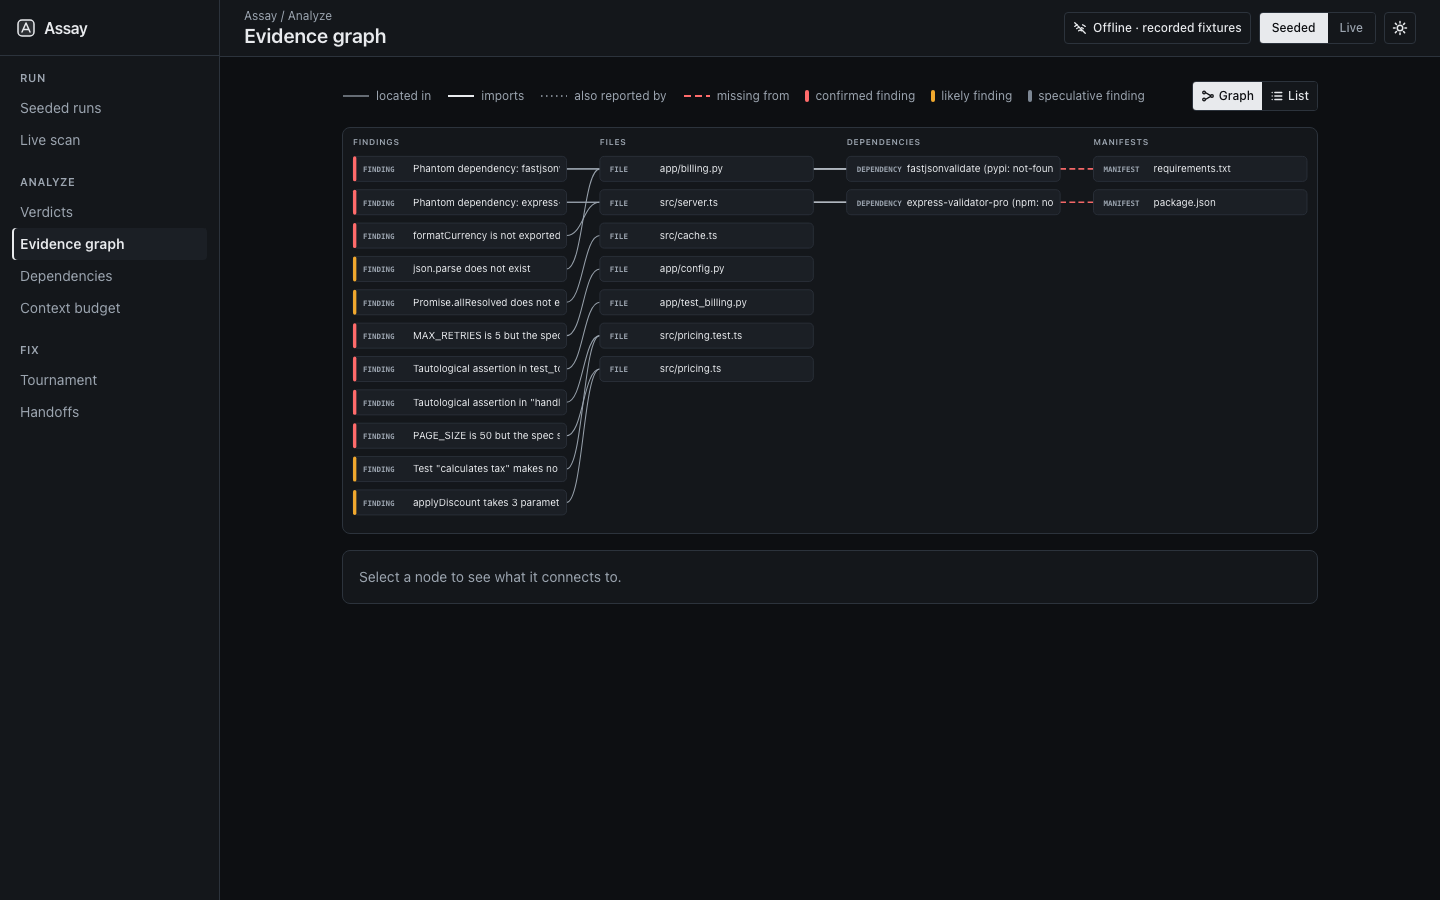 Assay
RUN
Seeded runs
Live scan
ANALYZE
Verdicts
Evidence graph
Dependencies
Context budget
FIX
Tournament
Handoffs
Assay / Analyze
Evidence graph
Offline · recorded fixtures
Seeded
Live
located in
imports
also reported by
missing from
confirmed finding
likely finding
speculative finding
Graph
List
FINDINGS
FILES
DEPENDENCIES
MANIFESTS
FINDING Phantom dependency: fastjson
FILE app/billing.py
DEPENDENCY fastjsonvalidate (pypi: not-foun
MANIFEST requirements.txt
FINDING Phantom dependency: express-
FILE src/server.ts
DEPENDENCY express-validator-pro (npm: no
MANIFEST package.json
FINDING formatCurrency is not exported
FILE src/cache.ts
FINDING json.parse does not exist
FILE app/config.py
FINDING Promise.allResolved does not e
FILE app/test_billing.py
FINDING MAX_RETRIES is 5 but the spec
FILE src/pricing.test.ts
FINDING Tautological assertion in test_to
FILE src/pricing.ts
FINDING Tautological assertion in "handl
FINDING PAGE_SIZE is 50 but the spec s
FINDING Test "calculates tax" makes no
FINDING applyDiscount takes 3 paramet
Select a node to see what it connects to.